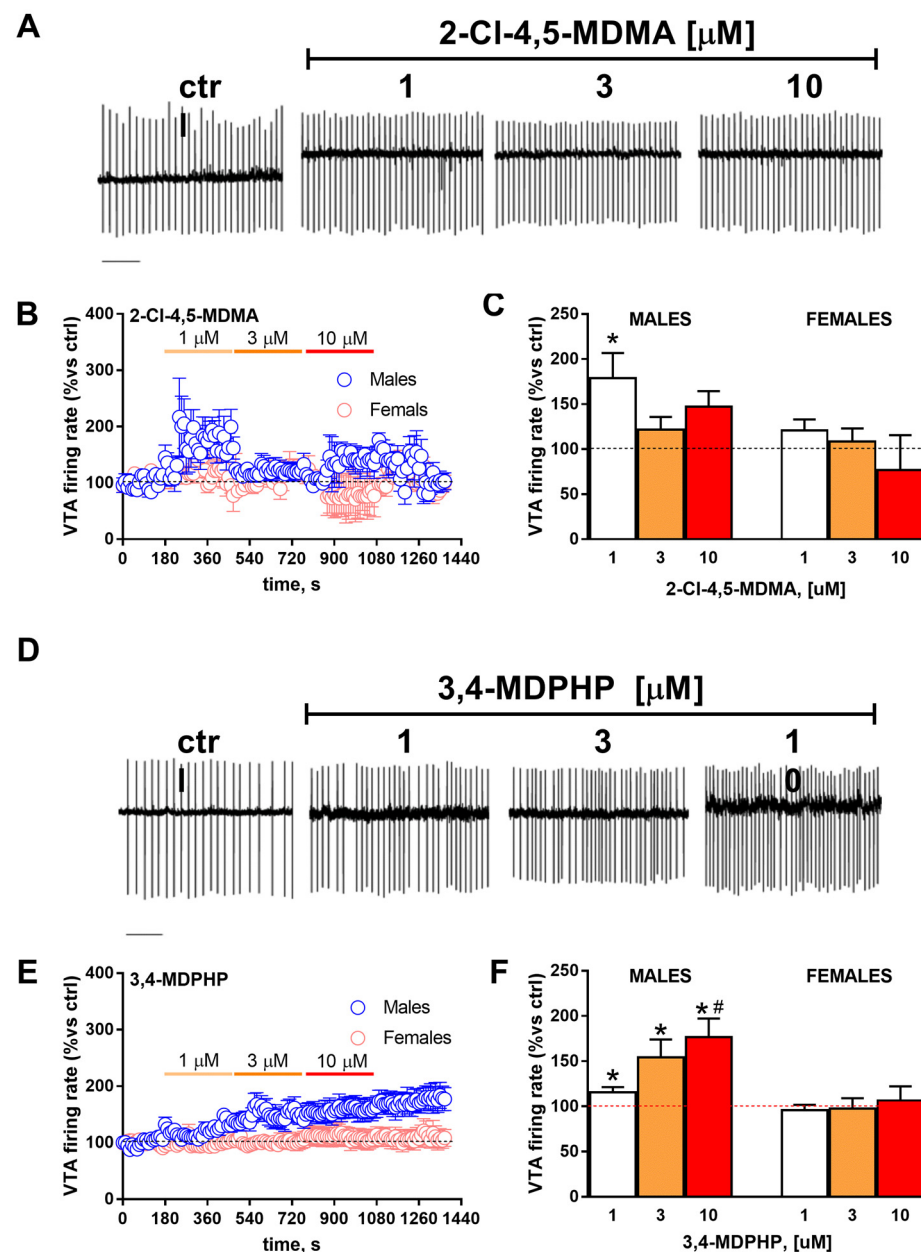 A
2-Cl-4,5-MDMA [μM]
ctr
1
3
10
B
2-Cl-4,5-MDMA
1 μM
3 μM
10 μM
Males
Femals
VTA firing rate (%vs ctrl)
400
300
200
100
0
0 180 360 540 720 900 1080 1260 1440
time, s
C
MALES
FEMALES
*
VTA firing rate (%vs ctrl)
250
200
150
100
50
0
1 3 10 1 3 10
2-Cl-4,5-MDMA, [uM]
D
3,4-MDPHP [μM]
ctr
1
3
1
0
E
3,4-MDPHP
Males
Females
1 μM
3 μM
10 μM
VTA firing rate (%vs ctrl)
400
300
200
100
0
0 180 360 540 720 900 1080 1260 1440
time, s
F
MALES
FEMALES
*
*
*#
VTA firing rate (%vs ctrl)
250
200
150
100
50
0
1 3 10 1 3 10
3,4-MDPHP, [uM]